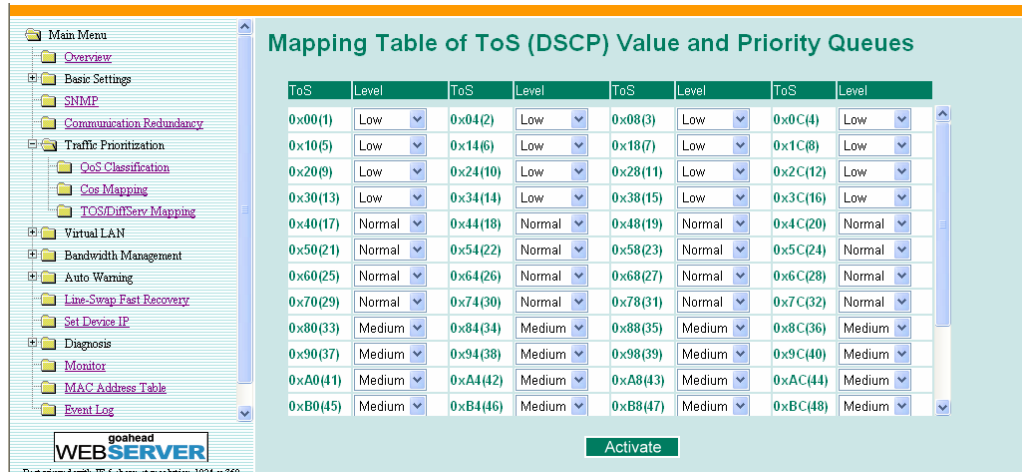 Main Menu
Overview
Basic Settings
SNMP
Communication Redundancy
Traffic Prioritization
QoS Classification
Cos Mapping
TOS/DiffServ Mapping
Virtual LAN
Bandwidth Management
Auto Warning
Line-Swap Fast Recovery
Set Device IP
Diagnosis
Monitor
MAC Address Table
Event Log
goahead
WEBSERVER
Mapping Table of ToS (DSCP) Value and Priority Queues
ToS Level ToS Level ToS Level ToS Level
0x00(1) Low 0x04(2) Low 0x08(3) Low 0x0C(4) Low
0x10(5) Low 0x14(6) Low 0x18(7) Low 0x1C(8) Low
0x20(9) Low 0x24(10) Low 0x28(11) Low 0x2C(12) Low
0x30(13) Low 0x34(14) Low 0x38(15) Low 0x3C(16) Low
0x40(17) Normal 0x44(18) Normal 0x48(19) Normal 0x4C(20) Normal
0x50(21) Normal 0x54(22) Normal 0x58(23) Normal 0x5C(24) Normal
0x60(25) Normal 0x64(26) Normal 0x68(27) Normal 0x6C(28) Normal
0x70(29) Normal 0x74(30) Normal 0x78(31) Normal 0x7C(32) Normal
0x80(33) Medium 0x84(34) Medium 0x88(35) Medium 0x8C(36) Medium
0x90(37) Medium 0x94(38) Medium 0x98(39) Medium 0x9C(40) Medium
0xA0(41) Medium 0xA4(42) Medium 0xA8(43) Medium 0xAC(44) Medium
0xB0(45) Medium 0xB4(46) Medium 0xB8(47) Medium 0xBC(48) Medium
Activate